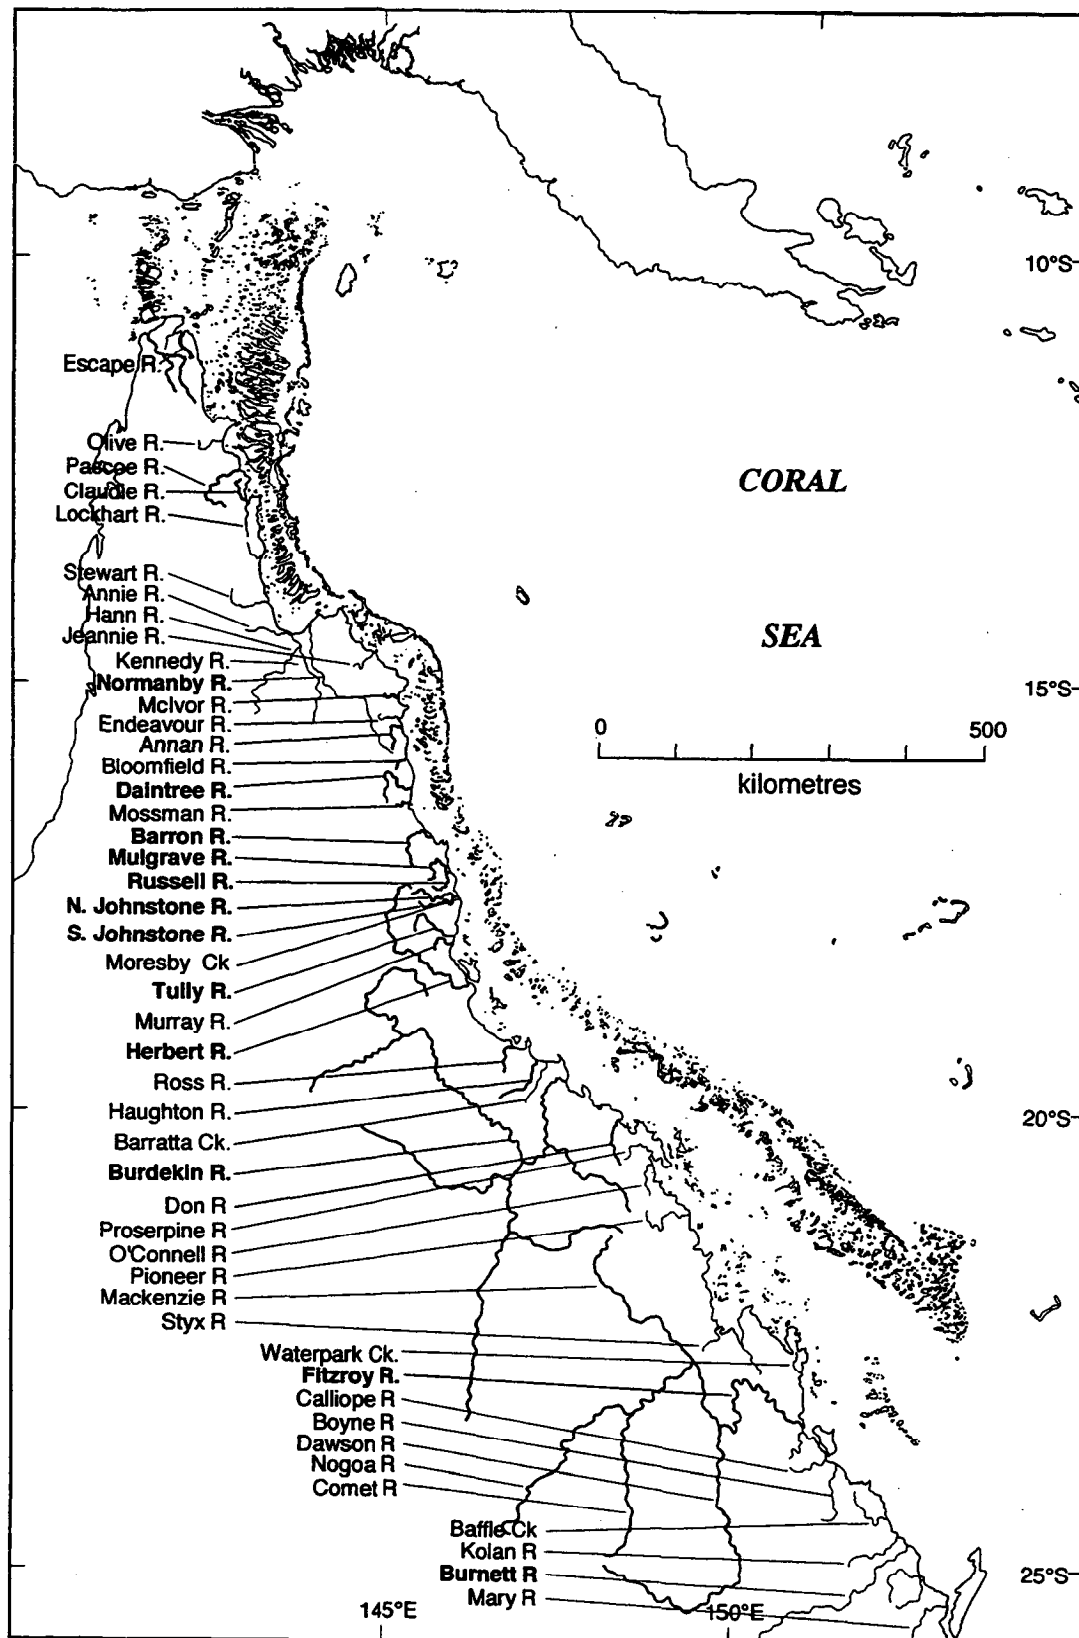 10°S
Escape R.
Olive R.
Pascoe R.
Claudie R.
Lockhart R.
CORAL
SEA
Stewart R.
Annie R.
Hann R.
Jeannie R.
Kennedy R.
Normanby R.
15°S
McIvor R.
Endeavour R.
0 500
kilometres
Annan R.
Bloomfield R.
Daintree R.
Mossman R.
Barron R.
Mulgrave R.
Russell R.
N. Johnstone R.
S. Johnstone R.
Moresby Ck
Tully R.
Murray R.
Herbert R.
Ross R.
Haughton R.
20°S
Barratta Ck.
Burdekin R.
Don R
Proserpine R
O'Connell R
Pioneer R
Mackenzie R
Styx R
Waterpark Ck.
Fitzroy R.
Calliope R
Boyne R
Dawson R
Nogoa R
Comet R
Baffle Ck
Kolan R
Burnett R
25°S
Mary R
145°E 150°E